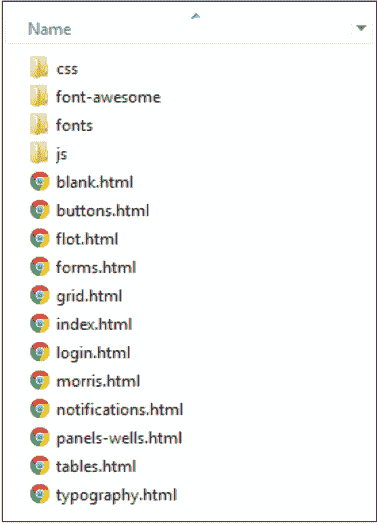 Name
css
font-awesome
fonts
js
blank.html
buttons.html
flot.html
forms.html
grid.html
index.html
login.html
morris.html
notifications.html
panels-wells.html
tables.html
typography.html